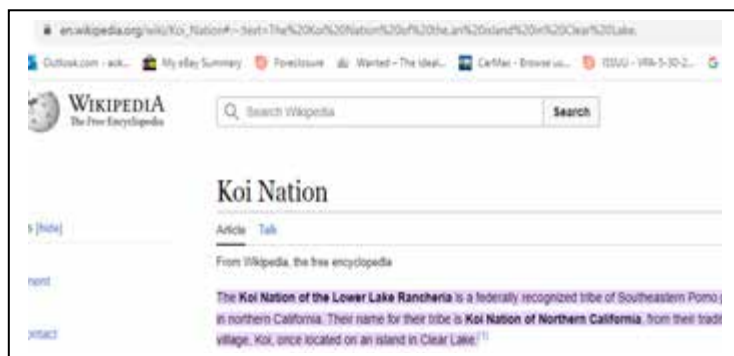 en.wikipedia.org/wiki/Koi_Nation#:~:text=The%20Koi%20Nation%20of%20the,an%20island%20in%20Clear%20Lake.
Outlook.com - ack... My eBay Summary Foreclosure Wanted - The Ideal... CarMax - Browse us... ISSUU - VPA-5-30-2... G
WIKIPEDIA
The Free Encyclopedia
Search Wikipedia Search
Koi Nation
s [hide]
Article Talk
From Wikipedia, the free encyclopedia
ment
The Koi Nation of the Lower Lake Rancheria is a federally recognized tribe of Southeastern Pomo p
in northern California. Their name for their tribe is Koi Nation of Northern California, from their tradi
ontact
village, Koi, once located on an island in Clear Lake.[1]